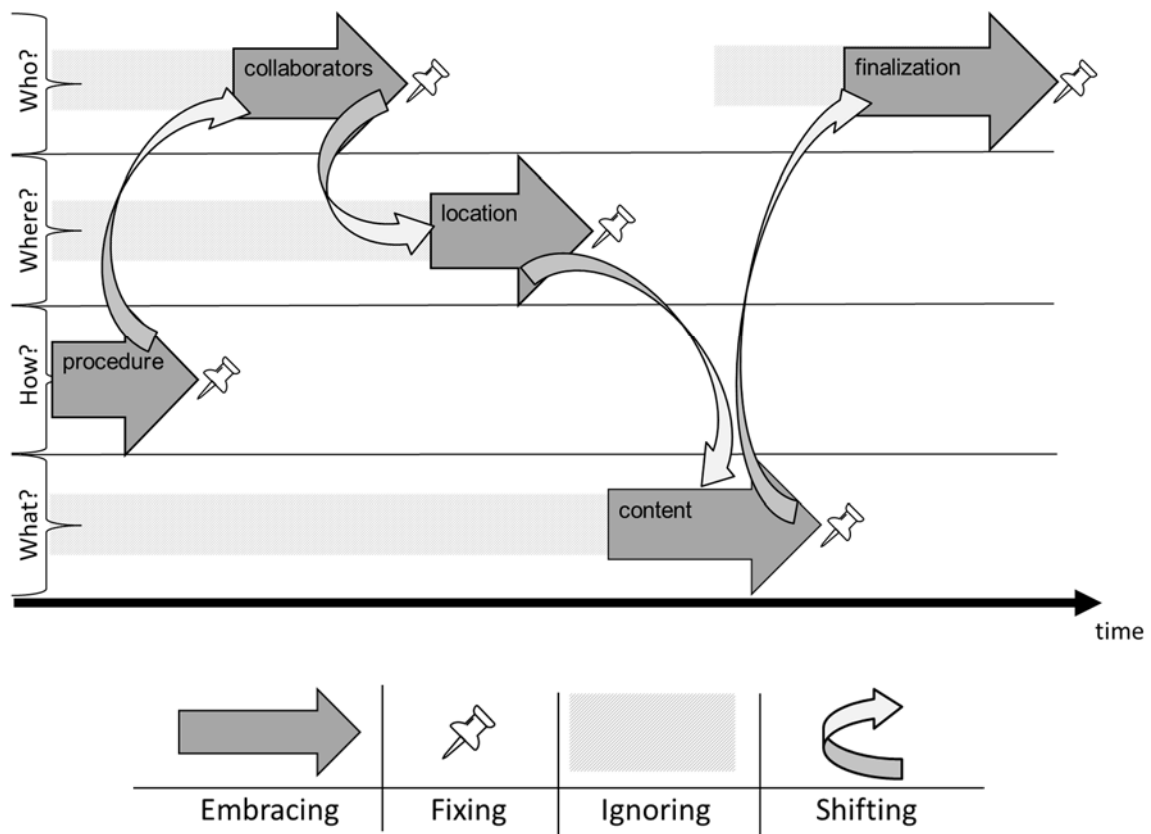 Who?
collaborators
finalization
Where?
location
How?
procedure
What?
content
time
Embracing
Fixing
Ignoring
Shifting